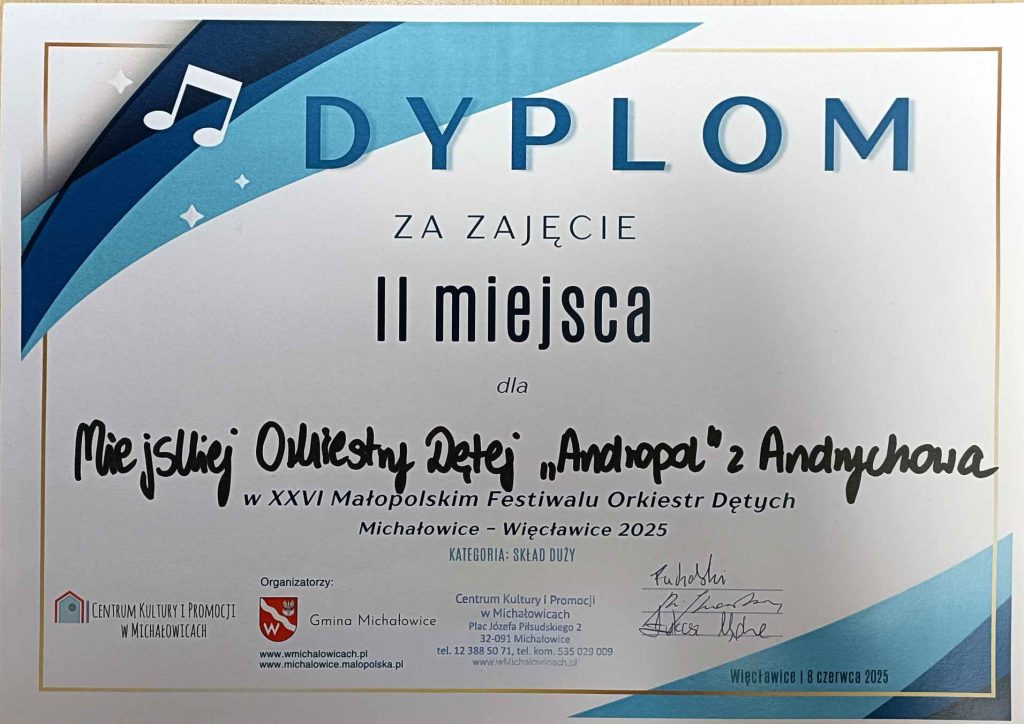 DYPLOM
ZA ZAJĘCIE
II miejsca
dla
Miejskiej Orkiestry Dętej „Andropol" z Andrychowa
w XXVI Małopolskim Festiwalu Orkiestr Dętych
Michałowice – Więcławice 2025
KATEGORIA: SKŁAD DUŻY
Organizatorzy:
CENTRUM KULTURY I PROMOCJI
W MICHAŁOWICACH
W
Gmina Michałowice
www.wmichalowicach.pl
www.michalowice.malopolska.pl
Centrum Kultury i Promocji
w Michałowicach
Plac Józefa Piłsudskiego 2
32-091 Michałowice
tel. 12 388 50 71, tel. kom. 535 029 009
www.wMichalowicach.pl
Więcławice | 8 czerwca 2025